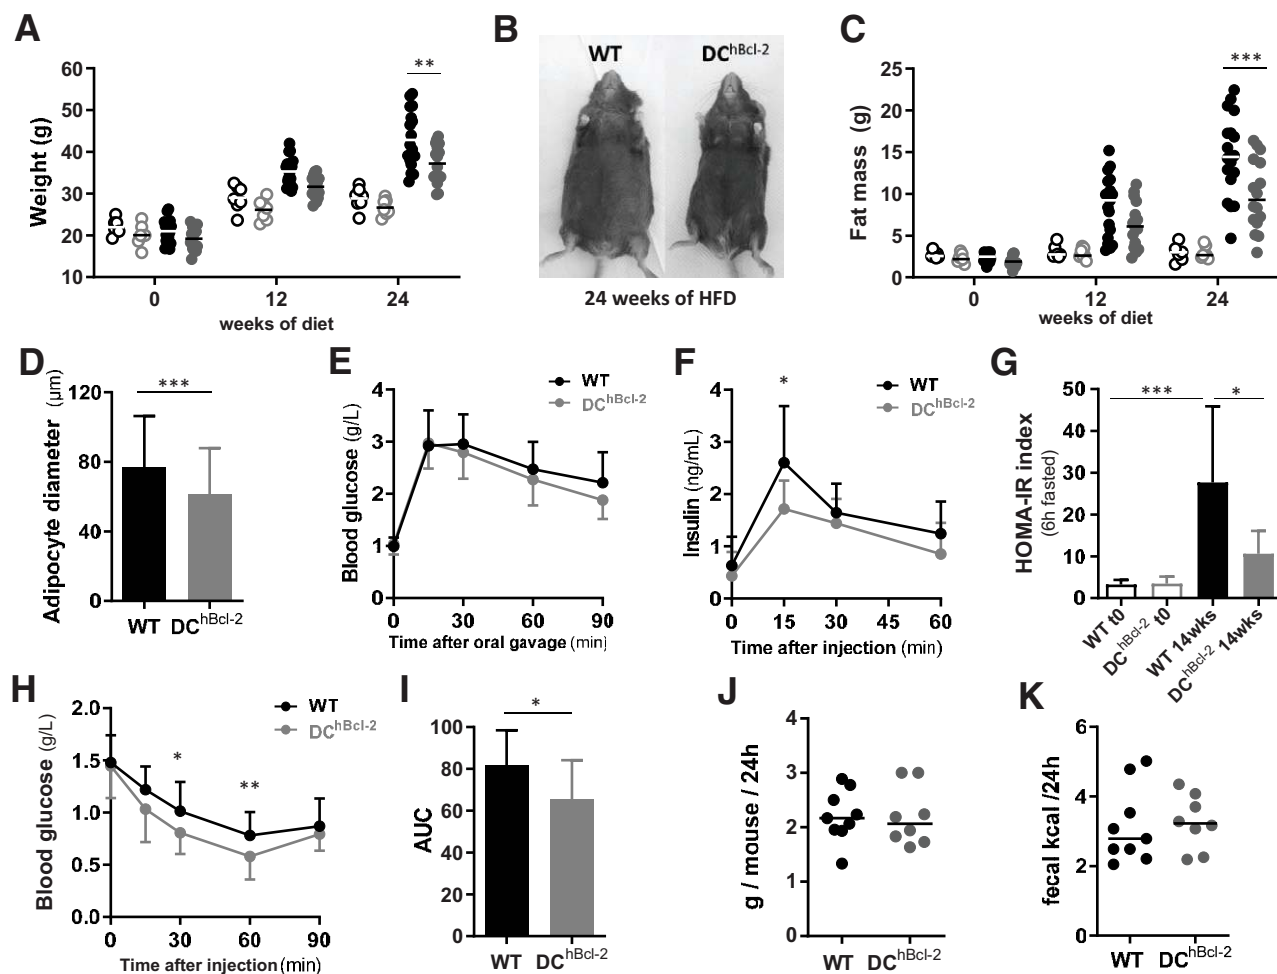 A
Weight (g)
60
50
40
30
20
10
**
0
12
24
weeks of diet
B
WT
DC^hBcl-2
24 weeks of HFD
C
Fat mass (g)
25
20
15
10
5
0
***
0
12
24
weeks of diet
D
Adipocyte diameter (µm)
120
80
40
0
***
WT
DC^hBcl-2
E
Blood glucose (g/L)
4
3
2
1
0
WT
DC^hBcl-2
0
30
60
90
Time after oral gavage (min)
F
Insulin (ng/mL)
4
3
2
1
0
*
WT
DC^hBcl-2
0
15
30
45
60
Time after injection (min)
G
HOMA-IR index
(6h fasted)
50
40
30
20
10
0
***
*
WT t0
DC^hBcl-2 t0
WT 14wks
DC^hBcl-2 14wks
H
Blood glucose (g/L)
2.0
1.5
1.0
0.5
0.0
*
**
WT
DC^hBcl-2
0
30
60
90
Time after injection (min)
I
AUC
100
80
60
40
20
0
*
WT
DC^hBcl-2
J
g / mouse / 24h
4
3
2
1
0
WT
DC^hBcl-2
K
fecal kcal /24h
6
4
2
0
WT
DC^hBcl-2